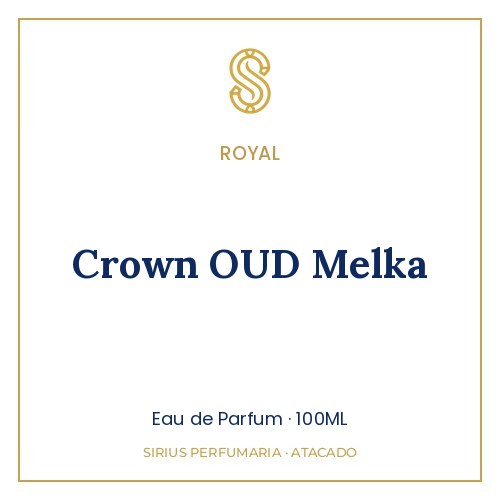 ROYAL
Crown OUD Melka
Eau de Parfum · 100ML
SIRIUS PERFUMARIA · ATACADO